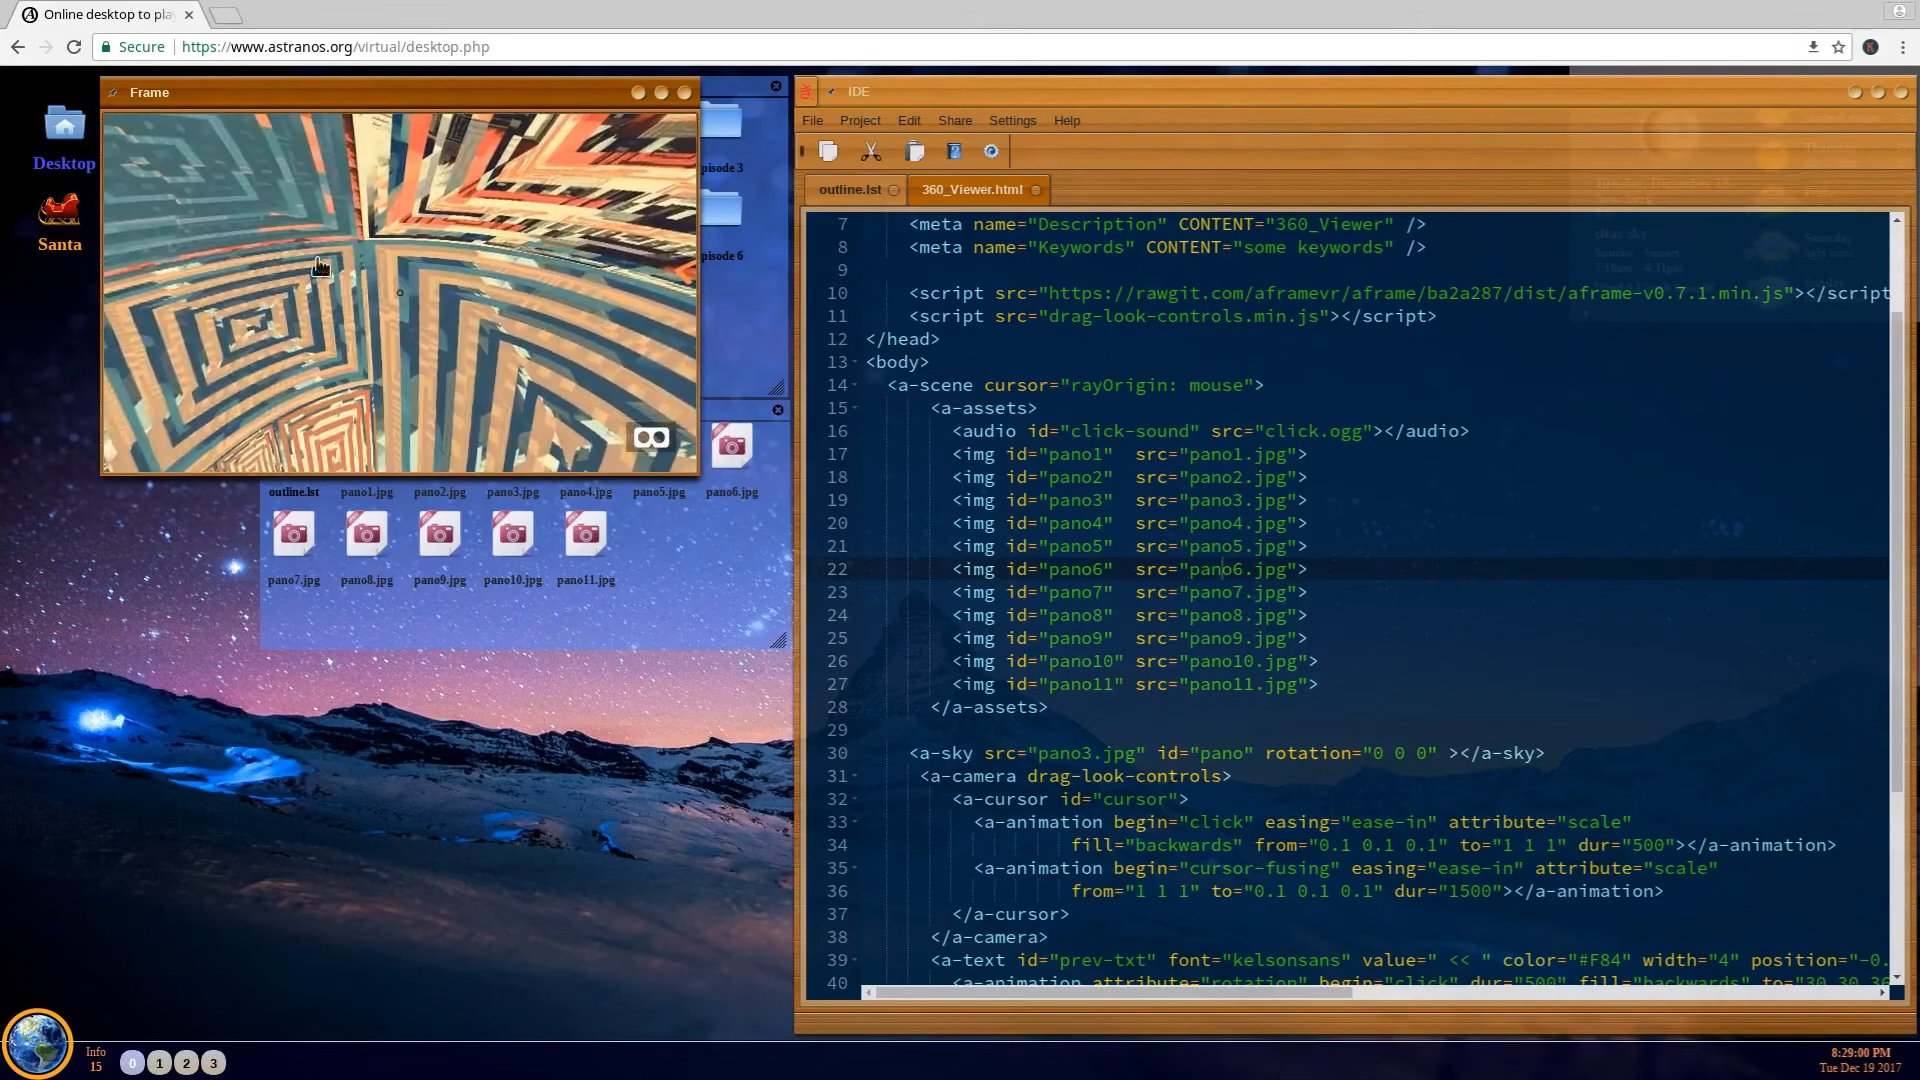 Online desktop to pla
Secure
https://www.astranos.org/virtual/desktop.php
Desktop
Santa
Frame
pisode 3
pisode 6
outline.lst pano1.jpg pano2.jpg pano3.jpg pano4.jpg pano5.jpg pano6.jpg
pano7.jpg pano8.jpg pano9.jpg pano10.jpg pano11.jpg
IDE
File Project Edit Share Settings Help
outline.lst 360_Viewer.html
7 <meta name="Description" CONTENT="360_Viewer" />
8 <meta name="Keywords" CONTENT="some keywords" />
9
10 <script src="https://rawgit.com/aframevr/aframe/ba2a287/dist/aframe-v0.7.1.min.js"></script
11 <script src="drag-look-controls.min.js"></script>
12 </head>
13 <body>
14 <a-scene cursor="rayOrigin: mouse">
15 <a-assets>
16 <audio id="click-sound" src="click.ogg"></audio>
17 <img id="pano1" src="pano1.jpg">
18 <img id="pano2" src="pano2.jpg">
19 <img id="pano3" src="pano3.jpg">
20 <img id="pano4" src="pano4.jpg">
21 <img id="pano5" src="pano5.jpg">
22 <img id="pano6" src="pano6.jpg">
23 <img id="pano7" src="pano7.jpg">
24 <img id="pano8" src="pano8.jpg">
25 <img id="pano9" src="pano9.jpg">
26 <img id="pano10" src="pano10.jpg">
27 <img id="pano11" src="pano11.jpg">
28 </a-assets>
29
30 <a-sky src="pano3.jpg" id="pano" rotation="0 0 0" ></a-sky>
31 <a-camera drag-look-controls>
32 <a-cursor id="cursor">
33 <a-animation begin="click" easing="ease-in" attribute="scale"
34 fill="backwards" from="0.1 0.1 0.1" to="1 1 1" dur="500"></a-animation>
35 <a-animation begin="cursor-fusing" easing="ease-in" attribute="scale"
36 from="1 1 1" to="0.1 0.1 0.1" dur="1500"></a-animation>
37 </a-cursor>
38 </a-camera>
39 <a-text id="prev-txt" font="kelsonsans" value=" << " color="#F84" width="4" position="-0.
40 <a-animation attribute="rotation" begin="click" dur="500" fill="backwards" to="30 30 36
Info
15
0 1 2 3
8:29:00 PM
Tue Dec 19 2017